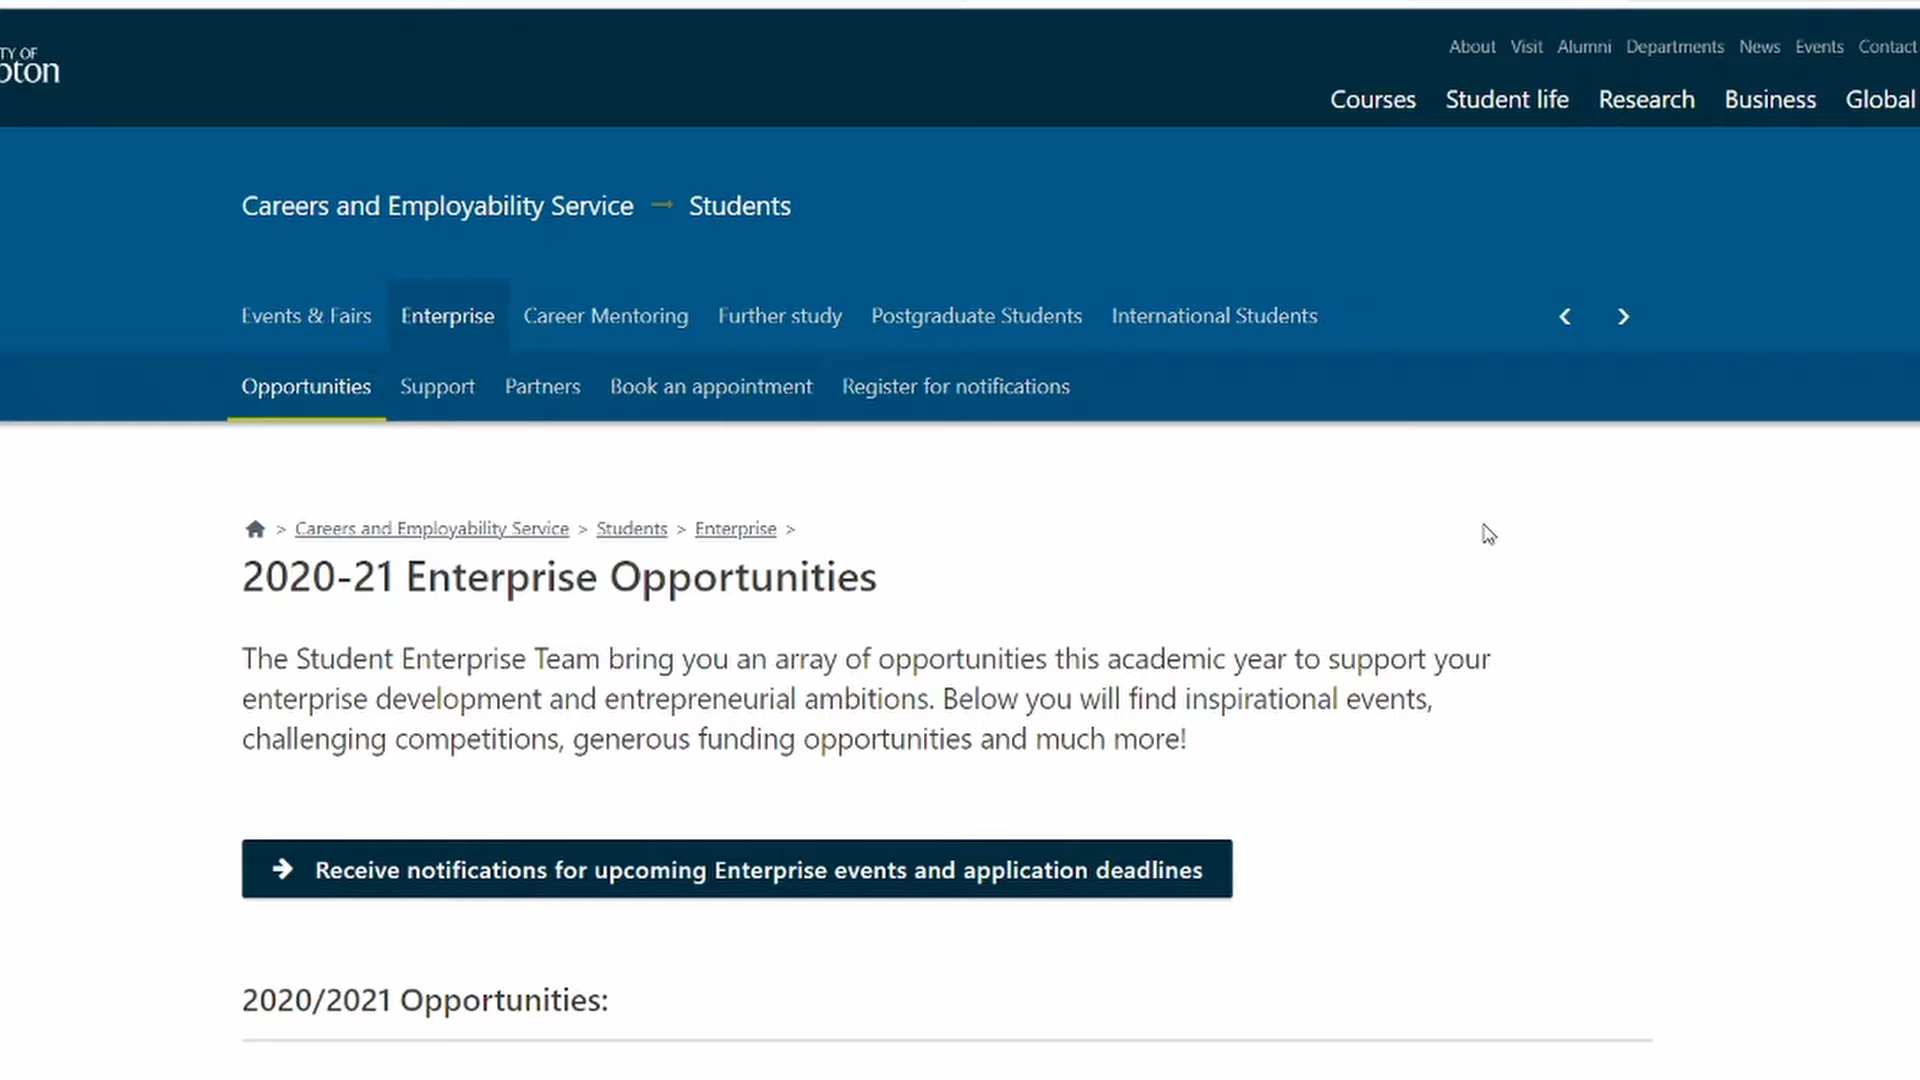 TY OF
pton
About Visit Alumni Departments News Events Contact
Courses Student life Research Business Global
Careers and Employability Service → Students
Events & Fairs Enterprise Career Mentoring Further study Postgraduate Students International Students
Opportunities Support Partners Book an appointment Register for notifications
> Careers and Employability Service > Students > Enterprise >
2020-21 Enterprise Opportunities
The Student Enterprise Team bring you an array of opportunities this academic year to support your
enterprise development and entrepreneurial ambitions. Below you will find inspirational events,
challenging competitions, generous funding opportunities and much more!
→ Receive notifications for upcoming Enterprise events and application deadlines
2020/2021 Opportunities: